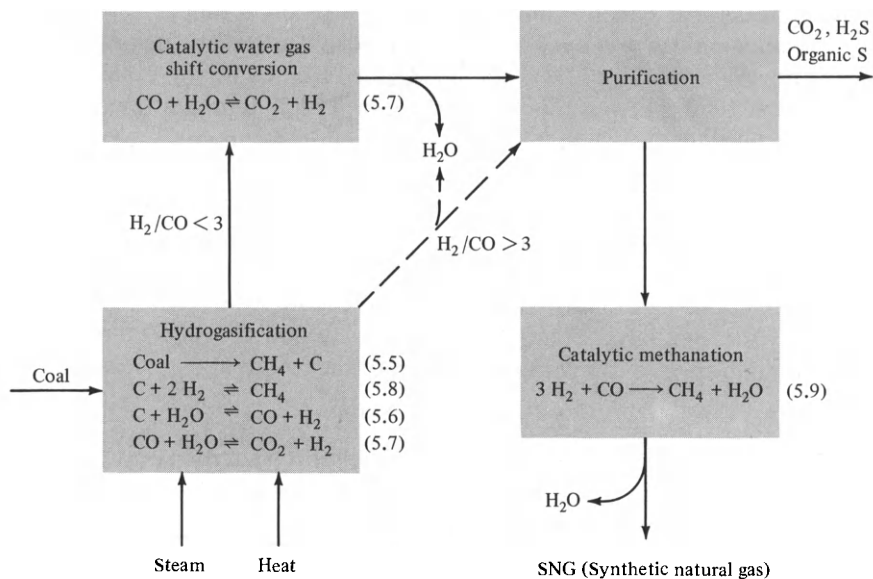 Catalytic water gas
shift conversion
CO + H₂O ⇌ CO₂ + H₂
(5.7)
H₂O
Purification
CO₂, H₂S
Organic S
H₂/CO < 3
H₂/CO > 3
Coal
Hydrogasification
Coal ⟶ CH₄ + C (5.5)
C + 2 H₂ ⇌ CH₄ (5.8)
C + H₂O ⇌ CO + H₂ (5.6)
CO + H₂O ⇌ CO₂ + H₂ (5.7)
Steam
Heat
Catalytic methanation
3 H₂ + CO ⟶ CH₄ + H₂O (5.9)
H₂O
SNG (Synthetic natural gas)